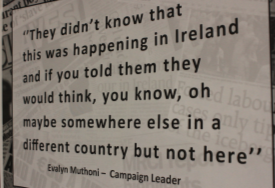 "They didn't know that
this was happening in Ireland
and if you told them they
would think, you know, oh
maybe somewhere else in a
different country but not here"
Evalyn Muthoni – Campaign Leader